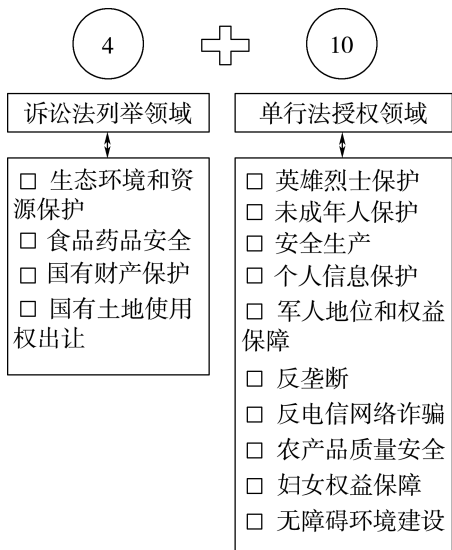 4
10
诉讼法列举领域
单行法授权领域
□ 生态环境和资
源保护
□ 食品药品安全
□ 国有财产保护
□ 国有土地使用
权出让
□ 英雄烈士保护
□ 未成年人保护
□ 安全生产
□ 个人信息保护
□ 军人地位和权益
保障
□ 反垄断
□ 反电信网络诈骗
□ 农产品质量安全
□ 妇女权益保障
□ 无障碍环境建设